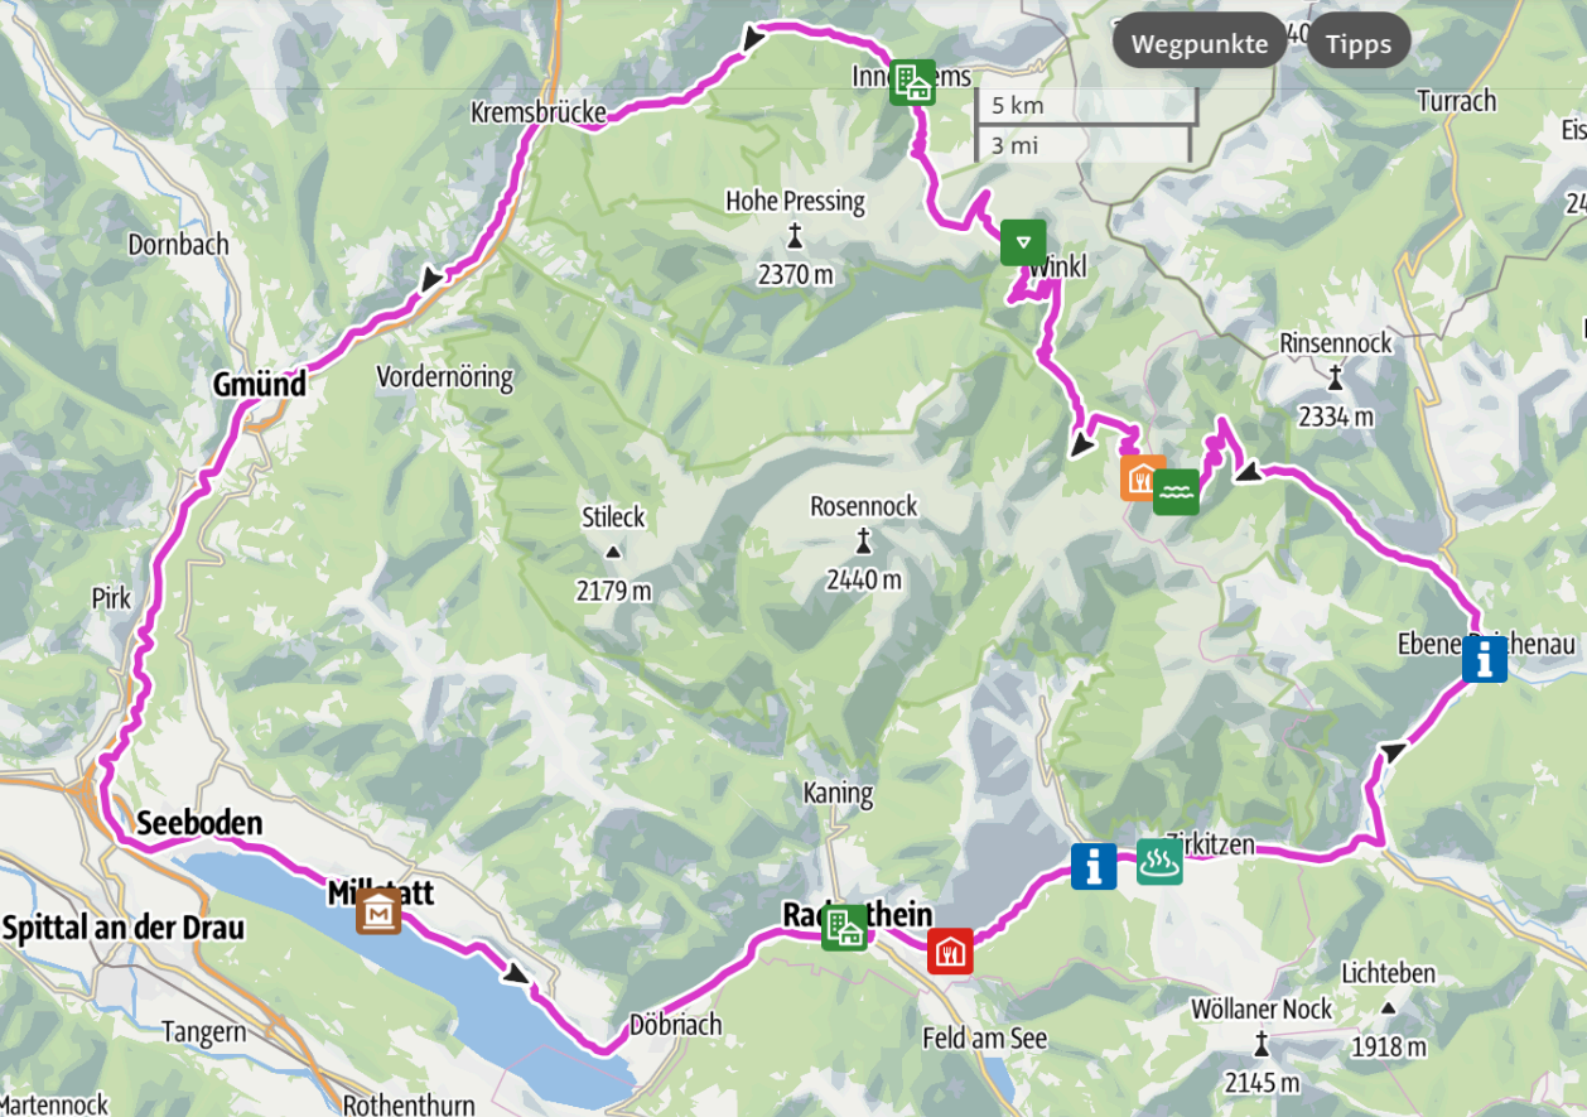 Wegpunkte
Tipps
5 km
3 mi
Kremsbrücke
Turrach
Hohe Pressing
2370 m
Dornbach
Winkl
Rinsennock
2334 m
Gmünd
Vordernöring
Stileck
2179 m
Rosennock
2440 m
Pirk
Kaning
Seeboden
Spittal an der Drau
Döbriach
Tangern
Feld am See
Lichteben
1918 m
Wöllaner Nock
2145 m
Rothenthurn